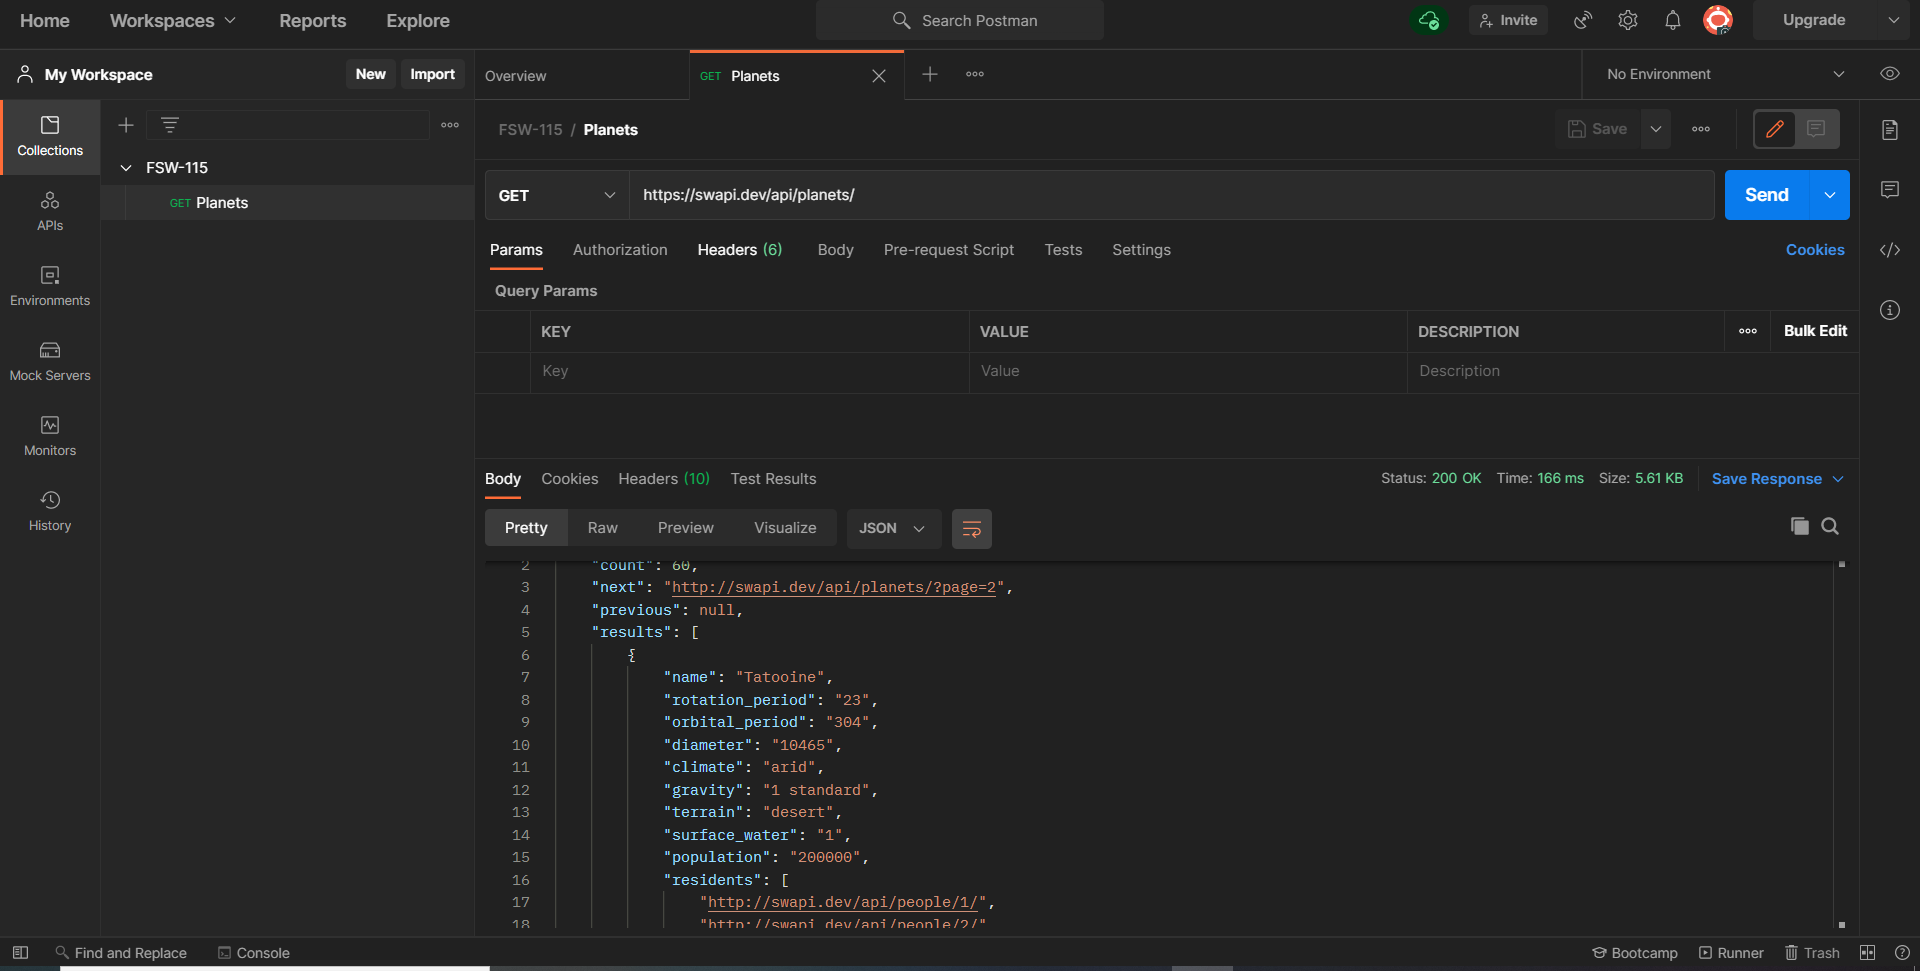 Home Workspaces Reports Explore Search Postman Invite Upgrade
My Workspace New Import Overview GET Planets No Environment
Collections
APIs
Environments
Mock Servers
Monitors
History
FSW-115
GET Planets
FSW-115 / Planets Save
GET https://swapi.dev/api/planets/ Send
Params Authorization Headers (6) Body Pre-request Script Tests Settings Cookies
Query Params
KEY VALUE DESCRIPTION Bulk Edit
Key Value Description
Body Cookies Headers (10) Test Results Status: 200 OK Time: 166 ms Size: 5.61 KB Save Response
Pretty Raw Preview Visualize JSON
2 "count": 60,
3 "next": "http://swapi.dev/api/planets/?page=2",
4 "previous": null,
5 "results": [
6 {
7 "name": "Tatooine",
8 "rotation_period": "23",
9 "orbital_period": "304",
10 "diameter": "10465",
11 "climate": "arid",
12 "gravity": "1 standard",
13 "terrain": "desert",
14 "surface_water": "1",
15 "population": "200000",
16 "residents": [
17 "http://swapi.dev/api/people/1/",
18 "http://swapi.dev/api/people/2/"
Find and Replace Console Bootcamp Runner Trash